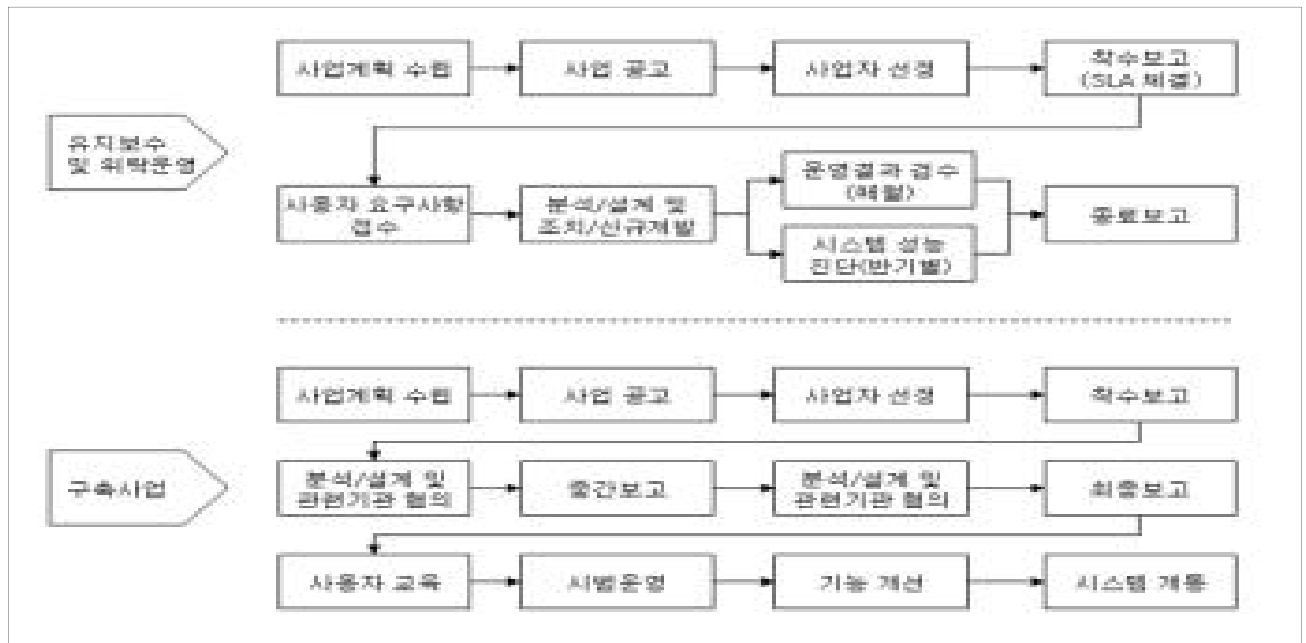 사업계획 수립
사업 공고
사업자 선정
착수보고
(SLA 체결)
유지보수
및 위탁운영
사용자 요구사항
접수
분석/설계 및
조치/신규개발
운영결과 검수
(매월)
시스템 성능
진단(반기별)
종료보고
사업계획 수립
사업 공고
사업자 선정
착수보고
구축사업
분석/설계 및
관련기관 협의
중간보고
분석/설계 및
관련기관 협의
최종보고
사용자 교육
시범운영
기능 개선
시스템 개통